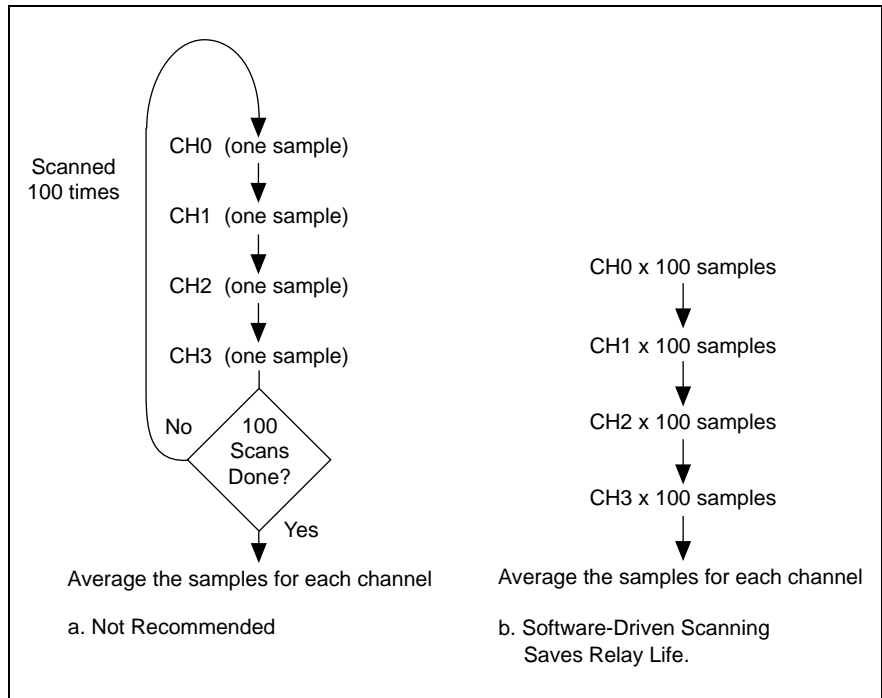 Scanned
100 times
CH0 (one sample)
CH1 (one sample)
CH2 (one sample)
CH3 (one sample)
No
100
Scans
Done?
Yes
Average the samples for each channel
a. Not Recommended
CH0 x 100 samples
CH1 x 100 samples
CH2 x 100 samples
CH3 x 100 samples
Average the samples for each channel
b. Software-Driven Scanning
Saves Relay Life.